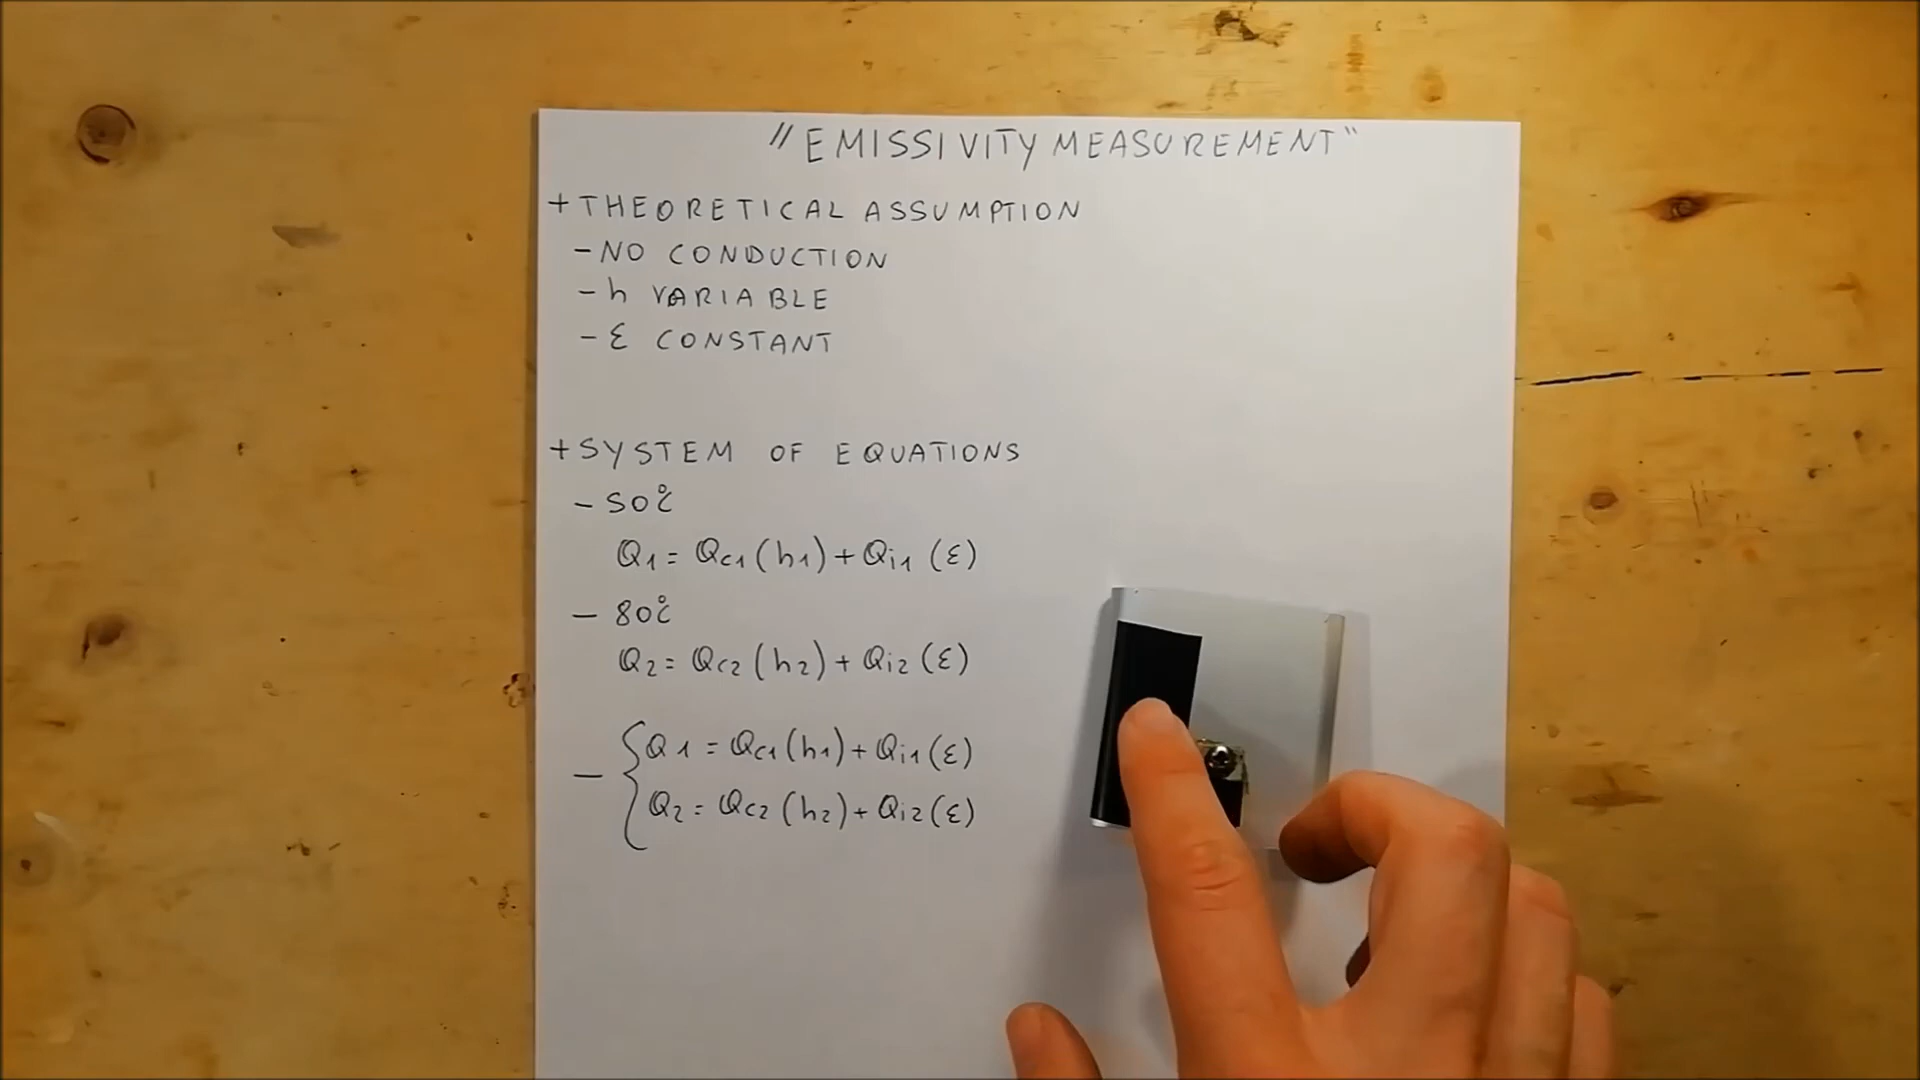 "EMISSIVITY MEASUREMENT"
+ THEORETICAL ASSUMPTION
- NO CONDUCTION
- h VARIABLE
- ε CONSTANT
+ SYSTEM OF EQUATIONS
- 50°C
Q1 = Qc1 (h1) + Qi1 (ε)
- 80°C
Q2 = Qc2 (h2) + Qi2 (ε)
- { Q1 = Qc1 (h1) + Qi1 (ε)
Q2 = Qc2 (h2) + Qi2 (ε)